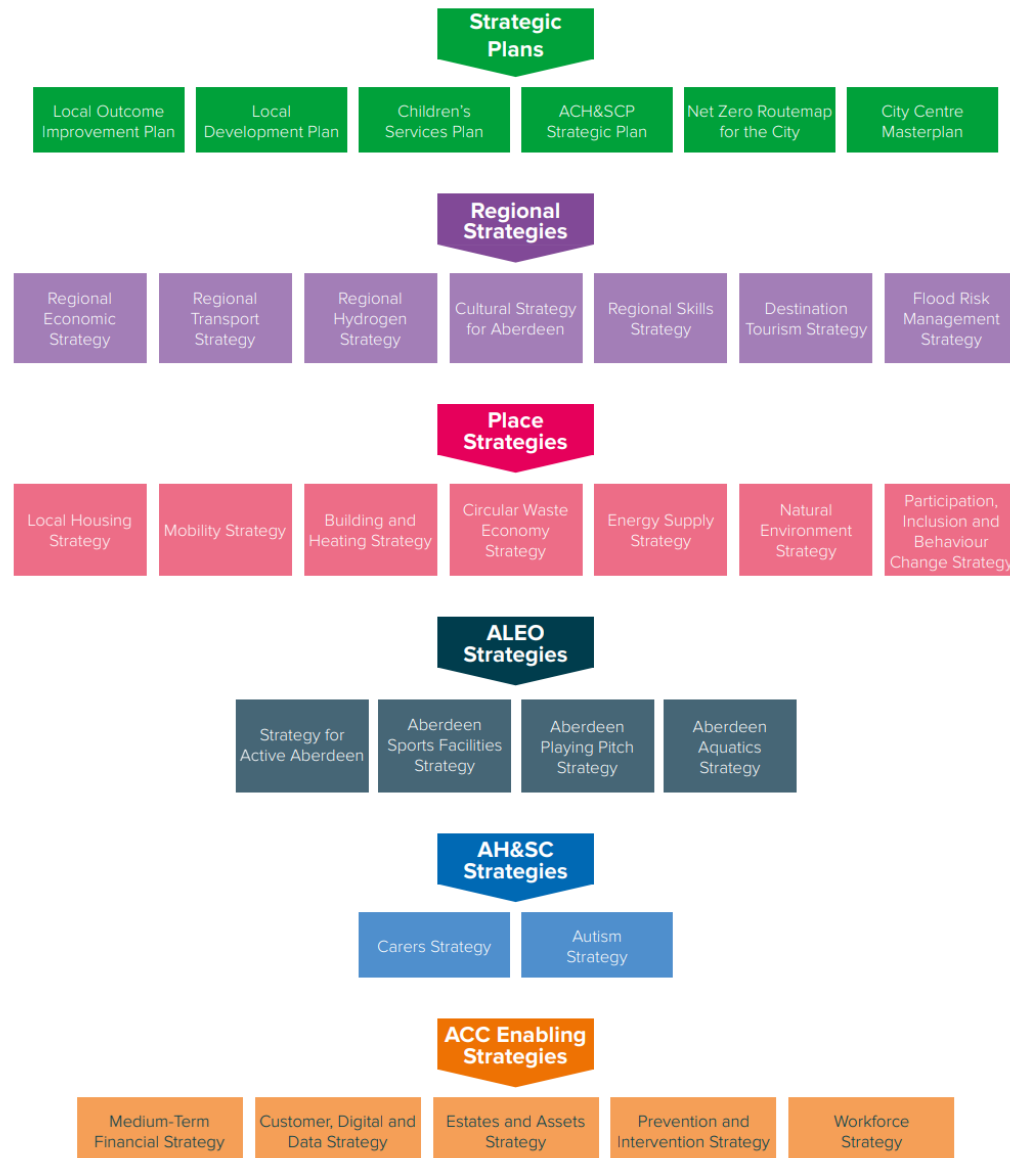 Strategic
Plans
Local Outcome
Improvement Plan
Local
Development Plan
Children's
Services Plan
ACH&SCP
Strategic Plan
Net Zero Routemap
for the City
City Centre
Masterplan
Regional
Strategies
Regional
Economic
Strategy
Regional
Transport
Strategy
Regional
Hydrogen
Strategy
Cultural Strategy
for Aberdeen
Regional Skills
Strategy
Destination
Tourism Strategy
Flood Risk
Management
Strategy
Place
Strategies
Local Housing
Strategy
Mobility Strategy
Building and
Heating Strategy
Circular Waste
Economy
Strategy
Energy Supply
Strategy
Natural
Environment
Strategy
Participation,
Inclusion and
Behaviour
Change Strategy
ALEO
Strategies
Strategy for
Active Aberdeen
Aberdeen
Sports Facilities
Strategy
Aberdeen
Playing Pitch
Strategy
Aberdeen
Aquatics
Strategy
AH&SC
Strategies
Carers Strategy
Autism
Strategy
ACC Enabling
Strategies
Medium-Term
Financial Strategy
Customer, Digital and
Data Strategy
Estates and Assets
Strategy
Prevention and
Intervention Strategy
Workforce
Strategy